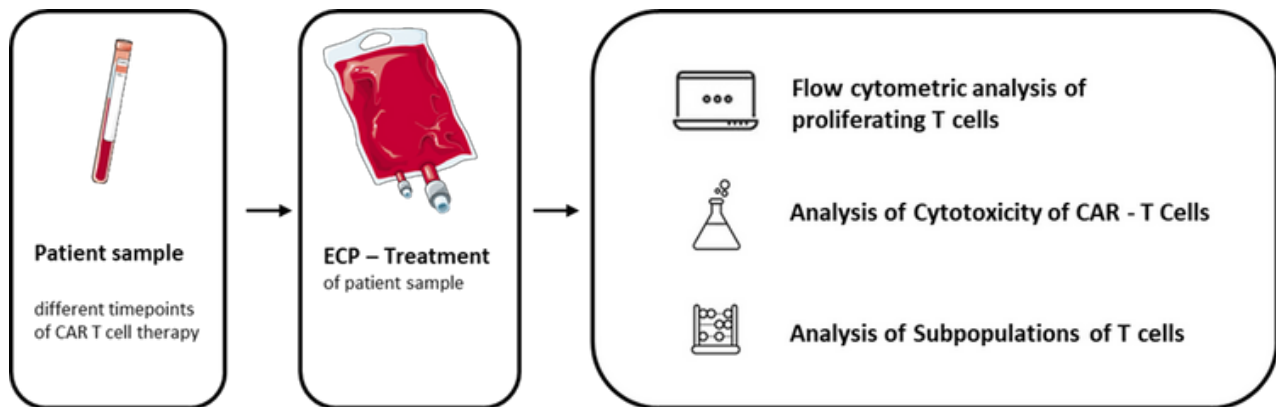 Patient sample
different timepoints
of CAR T cell therapy
ECP – Treatment
of patient sample
Flow cytometric analysis of
proliferating T cells
Analysis of Cytotoxicity of CAR - T Cells
Analysis of Subpopulations of T cells